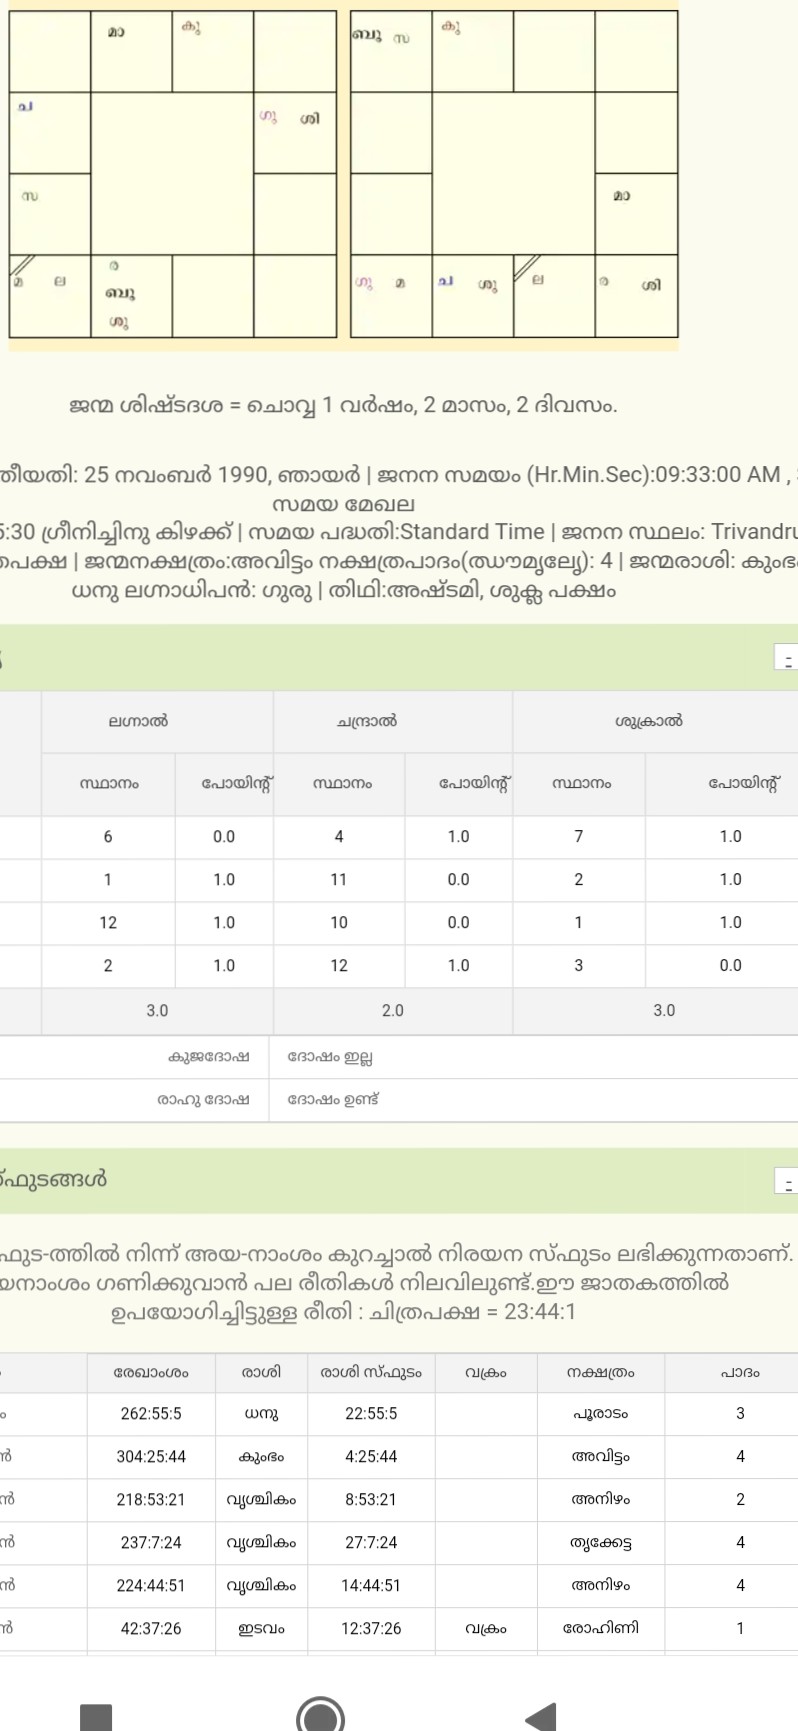 മാ കു
ബു സ കു
ച ഗു ശി
സ
മാ
മ ല ര ബു ശു
ഗു മ ച ശു ല ര ശി
ജന്മ ശിഷ്ടദശ = ചൊവ്വ 1 വർഷം, 2 മാസം, 2 ദിവസം.
തീയതി: 25 നവംബർ 1990, ഞായർ | ജനന സമയം (Hr.Min.Sec):09:33:00 AM ,
സമയ മേഖല
5:30 ഗ്രീനിച്ചിനു കിഴക്ക് | സമയ പദ്ധതി:Standard Time | ജനന സ്ഥലം: Trivandru
തപക്ഷ | ജന്മനക്ഷത്രം:അവിട്ടം നക്ഷത്രപാദം(ഝൗമൃല്യേ): 4 | ജന്മരാശി: കുംഭം
ധനു ലഗ്നാധിപൻ: ഗുരു | തിഥി:അഷ്ടമി, ശുക്ല പക്ഷം
-
ലഗ്നാൽ ചന്ദ്രാൽ ശുക്രാൽ
സ്ഥാനം പോയിന്റ് സ്ഥാനം പോയിന്റ് സ്ഥാനം പോയിന്റ്
6 0.0 4 1.0 7 1.0
1 1.0 11 0.0 2 1.0
12 1.0 10 0.0 1 1.0
2 1.0 12 1.0 3 0.0
3.0 2.0 3.0
കുജദോഷ ദോഷം ഇല്ല
രാഹു ദോഷ ദോഷം ഉണ്ട്
സ്ഫുടങ്ങൾ -
ഫുട-ത്തിൽ നിന്ന് അയ-നാംശം കുറച്ചാൽ നിരയന സ്ഫുടം ലഭിക്കുന്നതാണ്.
യനാംശം ഗണിക്കുവാൻ പല രീതികൾ നിലവിലുണ്ട്.ഈ ജാതകത്തിൽ
ഉപയോഗിച്ചിട്ടുള്ള രീതി : ചിത്രപക്ഷ = 23:44:1
രേഖാംശം രാശി രാശി സ്ഫുടം വക്രം നക്ഷത്രം പാദം
262:55:5 ധനു 22:55:5 പൂരാടം 3
ൻ 304:25:44 കുംഭം 4:25:44 അവിട്ടം 4
ൻ 218:53:21 വൃശ്ചികം 8:53:21 അനിഴം 2
ൻ 237:7:24 വൃശ്ചികം 27:7:24 തൃക്കേട്ട 4
ൻ 224:44:51 വൃശ്ചികം 14:44:51 അനിഴം 4
ൻ 42:37:26 ഇടവം 12:37:26 വക്രം രോഹിണി 1